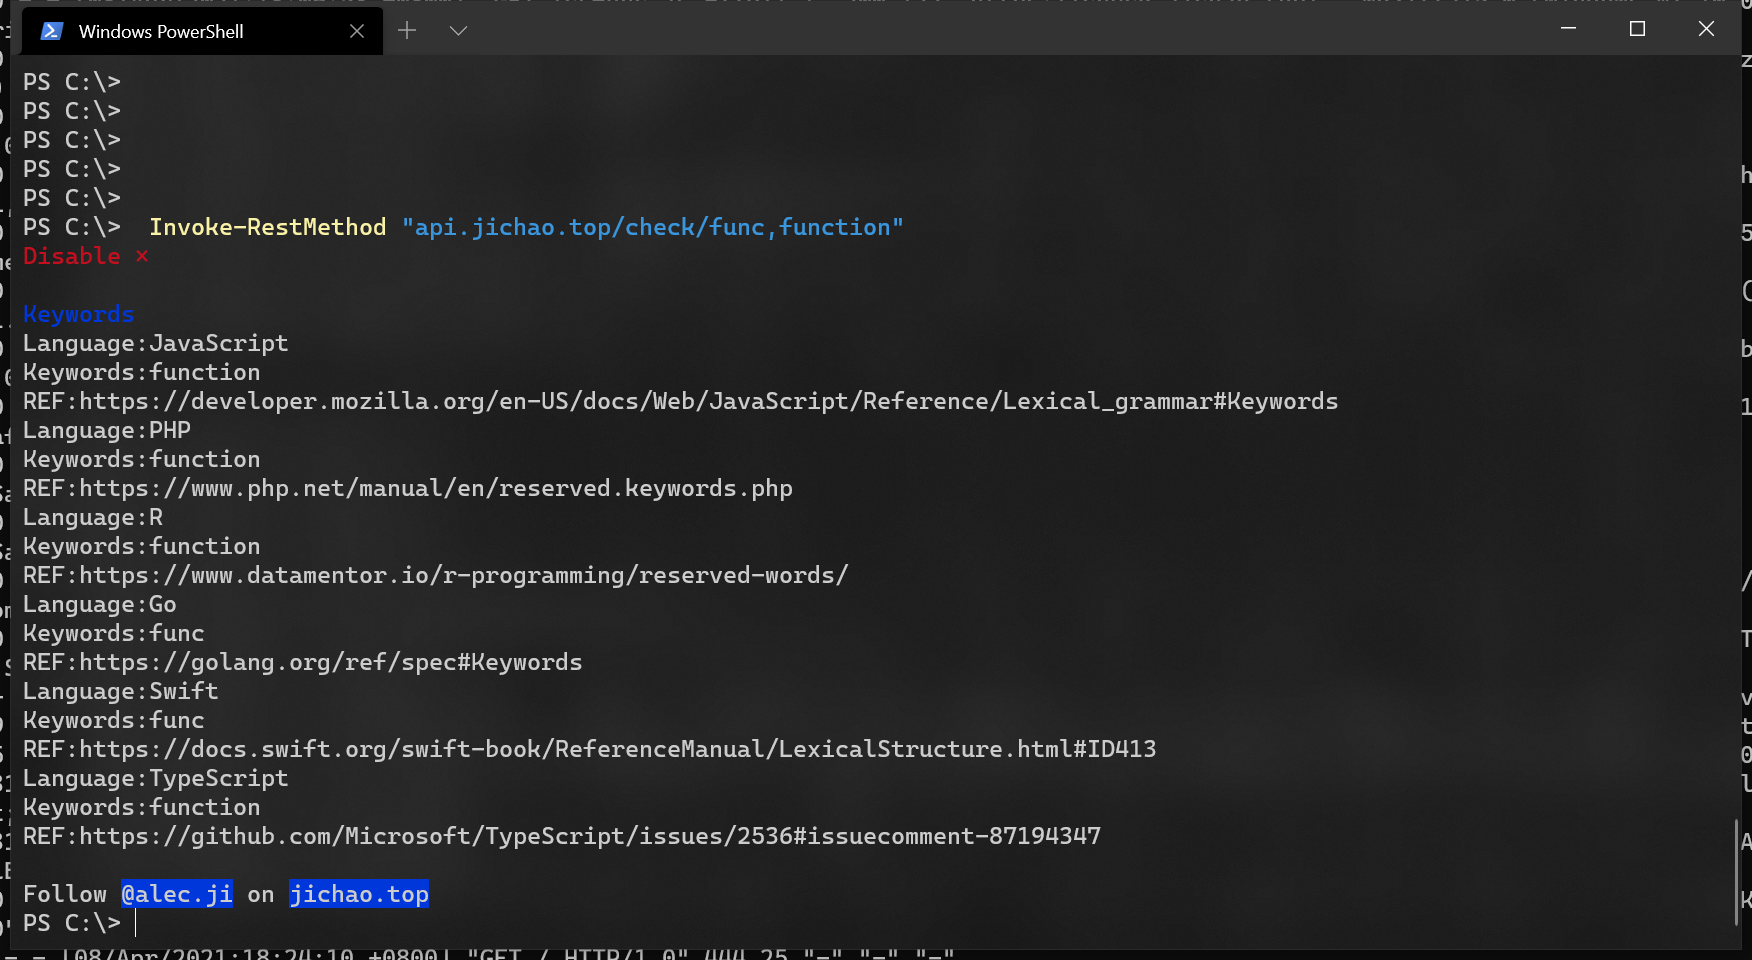 Windows PowerShell
PS C:\>
PS C:\>
PS C:\>
PS C:\>
PS C:\>
PS C:\>  Invoke-RestMethod "api.jichao.top/check/func,function"
Disable ×
Keywords
Language:JavaScript
Keywords:function
REF:https://developer.mozilla.org/en-US/docs/Web/JavaScript/Reference/Lexical_grammar#Keywords
Language:PHP
Keywords:function
REF:https://www.php.net/manual/en/reserved.keywords.php
Language:R
Keywords:function
REF:https://www.datamentor.io/r-programming/reserved-words/
Language:Go
Keywords:func
REF:https://golang.org/ref/spec#Keywords
Language:Swift
Keywords:func
REF:https://docs.swift.org/swift-book/ReferenceManual/LexicalStructure.html#ID413
Language:TypeScript
Keywords:function
REF:https://github.com/Microsoft/TypeScript/issues/2536#issuecomment-87194347
Follow @alec.ji on jichao.top
PS C:\>
- - [08/Apr/2021:18:24:10 +0800] "GET / HTTP/1.0" 444 25 "-" "-" "-"